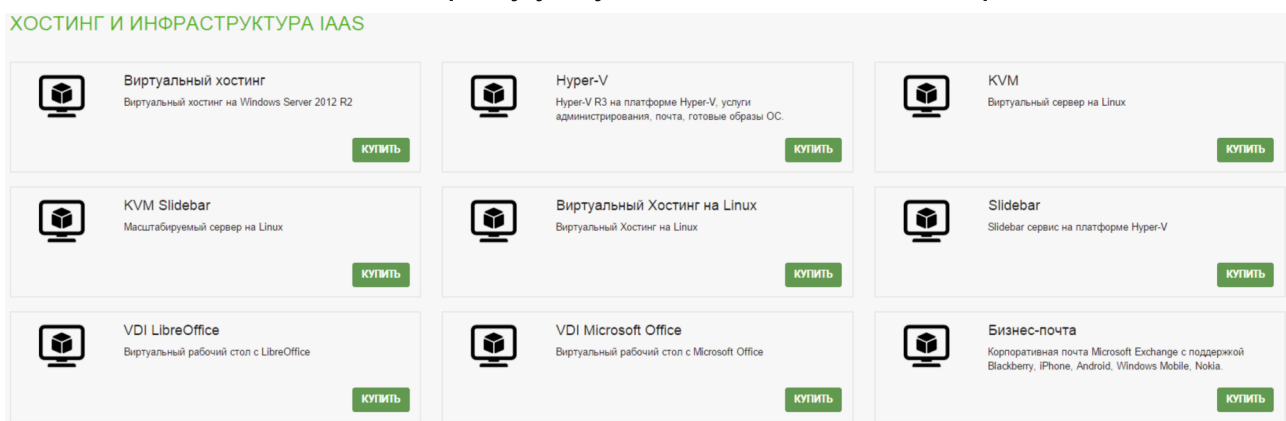 ХОСТИНГ И ИНФРАСТРУКТУРА IAAS
Виртуальный хостинг
Виртуальный хостинг на Windows Server 2012 R2
КУПИТЬ
Hyper-V
Hyper-V R3 на платформе Hyper-V, услуги
администрирования, почта, готовые образы ОС.
КУПИТЬ
KVM
Виртуальный сервер на Linux
КУПИТЬ
KVM Slidebar
Масштабируемый сервер на Linux
КУПИТЬ
Виртуальный Хостинг на Linux
Виртуальный Хостинг на Linux
КУПИТЬ
Slidebar
Slidebar сервис на платформе Hyper-V
КУПИТЬ
VDI LibreOffice
Виртуальный рабочий стол с LibreOffice
КУПИТЬ
VDI Microsoft Office
Виртуальный рабочий стол с Microsoft Office
КУПИТЬ
Бизнес-почта
Корпоративная почта Microsoft Exchange с поддержкой
Blackberry, iPhone, Android, Windows Mobile, Nokia.
КУПИТЬ